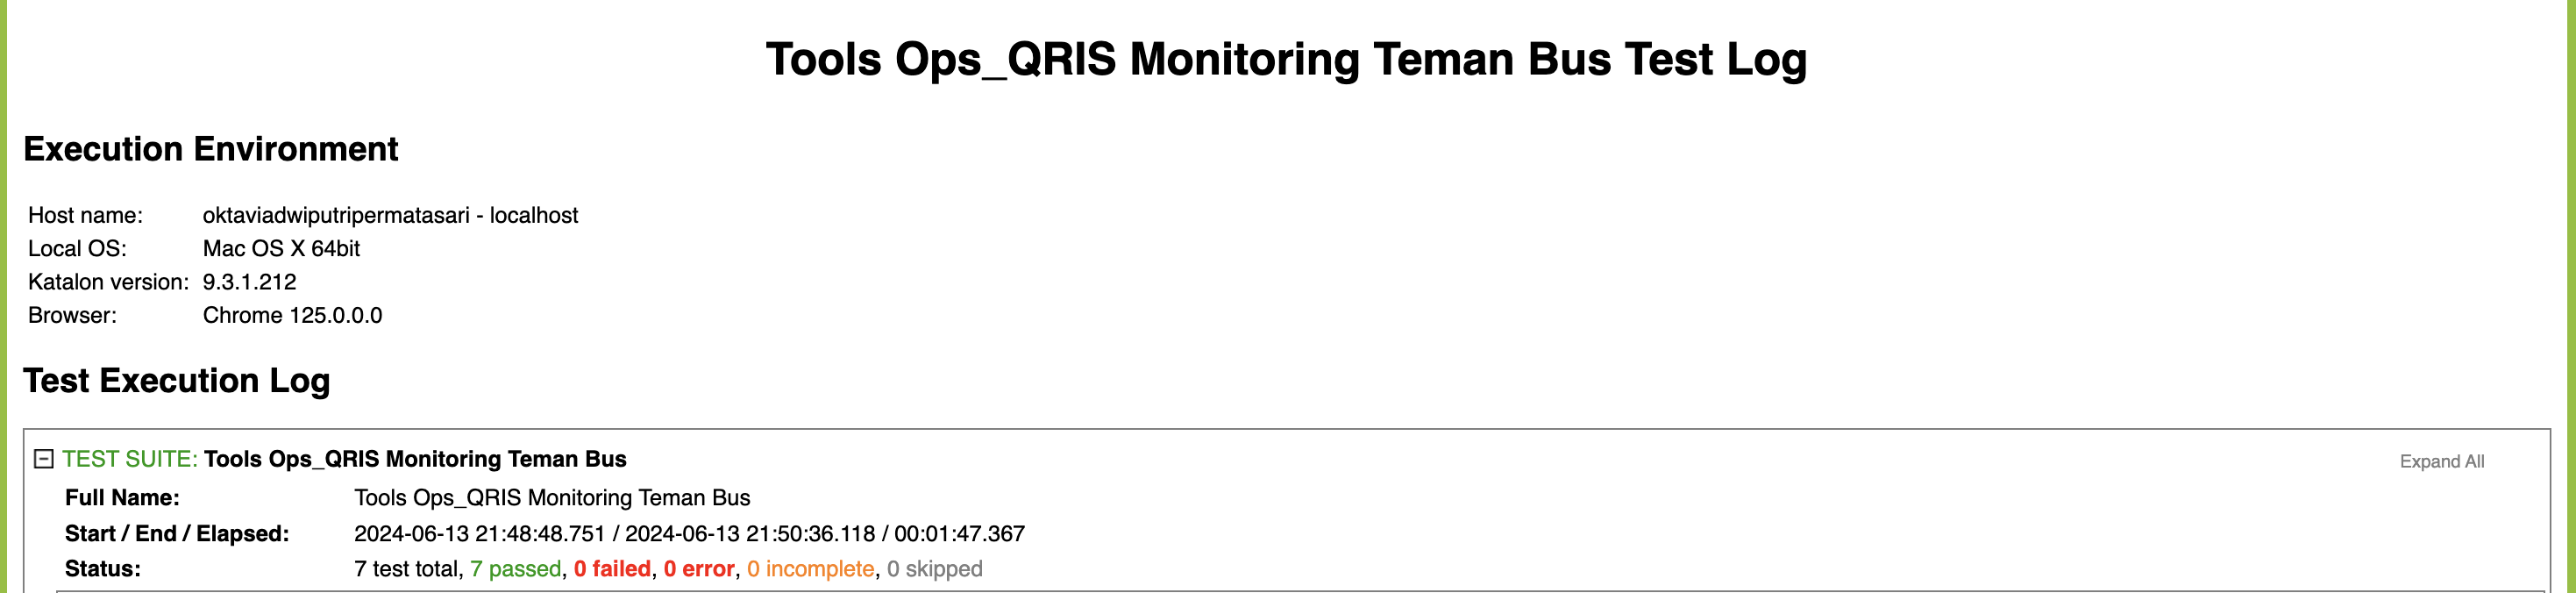 Tools Ops_QRIS Monitoring Teman Bus Test Log
Execution Environment
Host name: oktaviadwiputripermatasari - localhost
Local OS: Mac OS X 64bit
Katalon version: 9.3.1.212
Browser: Chrome 125.0.0.0
Test Execution Log
TEST SUITE: Tools Ops_QRIS Monitoring Teman Bus Expand All
Full Name: Tools Ops_QRIS Monitoring Teman Bus
Start / End / Elapsed: 2024-06-13 21:48:48.751 / 2024-06-13 21:50:36.118 / 00:01:47.367
Status: 7 test total, 7 passed, 0 failed, 0 error, 0 incomplete, 0 skipped